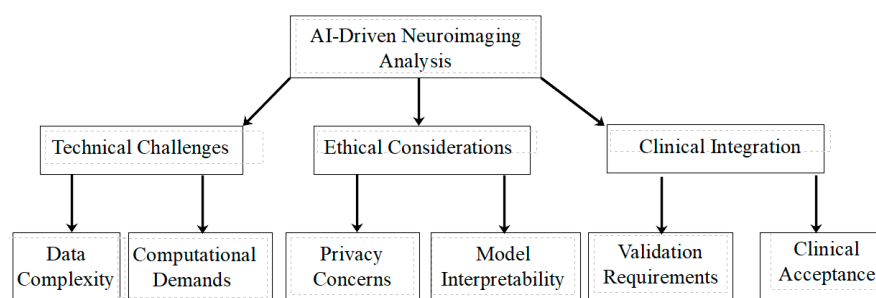 AI-Driven Neuroimaging
Analysis
Technical Challenges
Ethical Considerations
Clinical Integration
Data
Complexity
Computational
Demands
Privacy
Concerns
Model
Interpretability
Validation
Requirements
Clinical
Acceptance